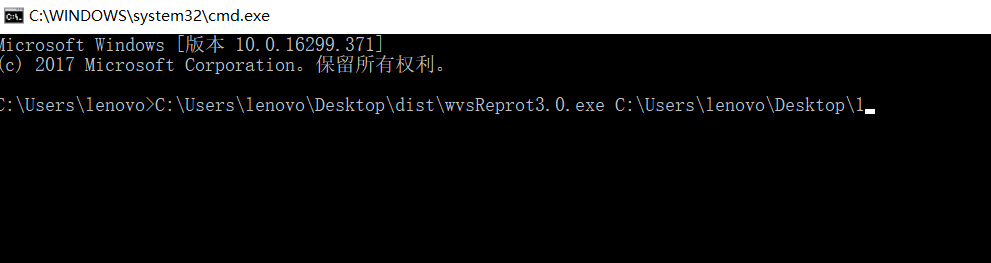 C:\WINDOWS\system32\cmd.exe
Microsoft Windows [版本 10.0.16299.371]
(c) 2017 Microsoft Corporation。保留所有权利。
C:\Users\lenovo>C:\Users\lenovo\Desktop\dist\wvsReprot3.0.exe C:\Users\lenovo\Desktop\l